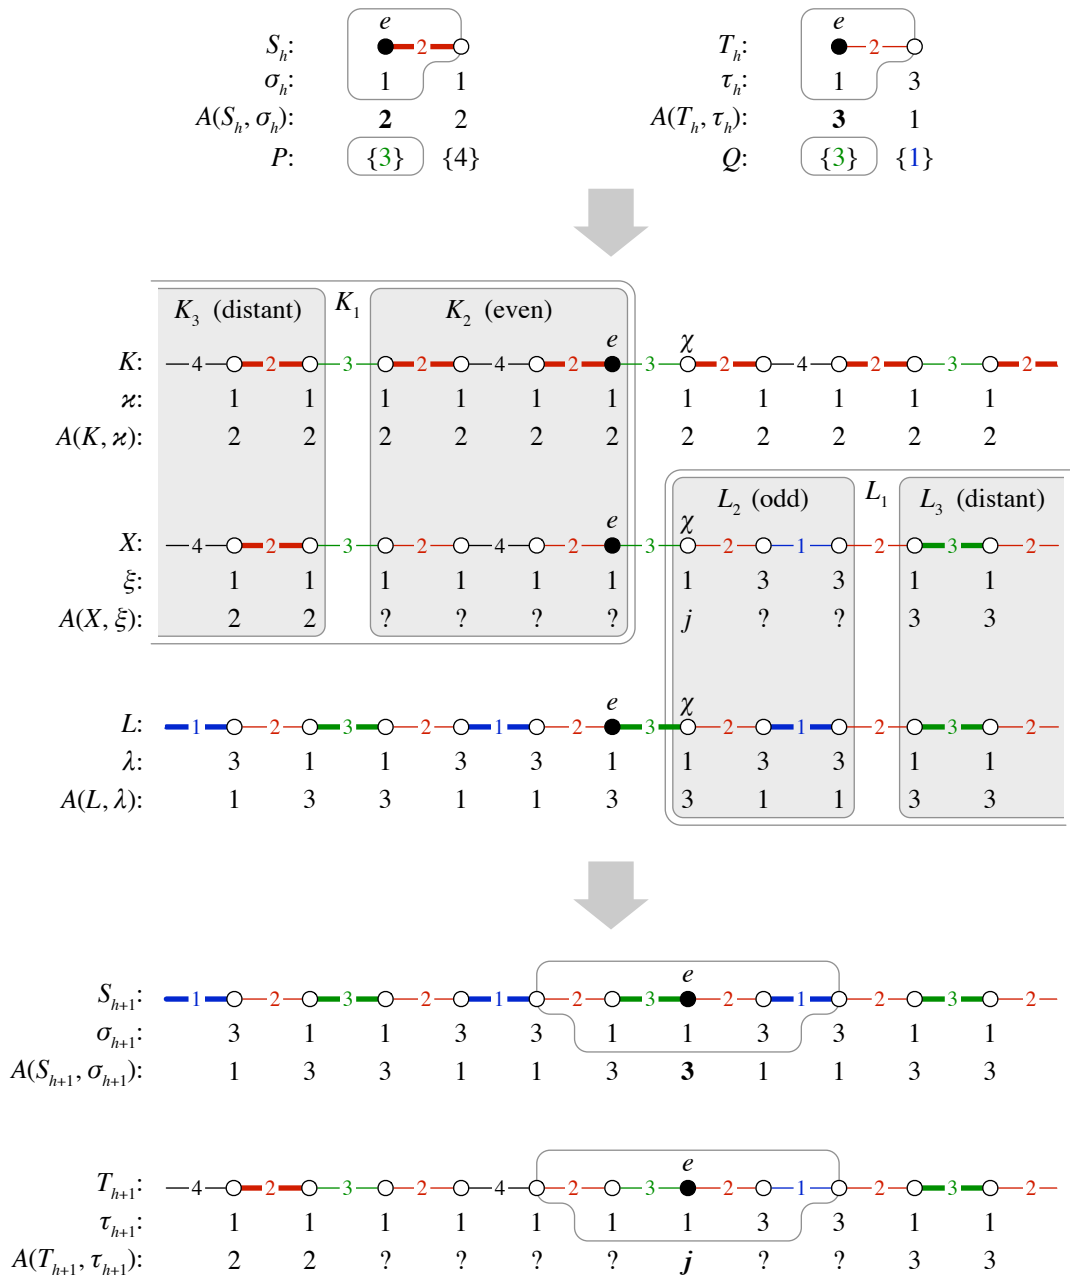 e e
S_h: 2 T_h: 2
σ_h: 1 1 τ_h: 1 3
A(S_h, σ_h): 2 2 A(T_h, τ_h): 3 1
P: {3} {4} Q: {3} {1}
K_3 (distant) K_1 K_2 (even)
e χ
K: 4 2 3 2 4 2 3 2 4 2 3 2
ϰ: 1 1 1 1 1 1 1 1 1 1 1
A(K, ϰ): 2 2 2 2 2 2 2 2 2 2 2
L_2 (odd) L_1 L_3 (distant)
e χ
X: 4 2 3 2 4 2 3 2 1 2 3 2
ξ: 1 1 1 1 1 1 1 3 3 1 1
A(X, ξ): 2 2 ? ? ? ? j ? ? 3 3
e χ
L: 1 2 3 2 1 2 3 2 1 2 3 2
λ: 3 1 1 3 3 1 1 3 3 1 1
A(L, λ): 1 3 3 1 1 3 3 1 1 3 3
e
S_{h+1}: 1 2 3 2 1 2 3 2 1 2 3 2
σ_{h+1}: 3 1 1 3 3 1 1 3 3 1 1
A(S_{h+1}, σ_{h+1}): 1 3 3 1 1 3 3 1 1 3 3
e
T_{h+1}: 4 2 3 2 4 2 3 2 1 2 3 2
τ_{h+1}: 1 1 1 1 1 1 1 3 3 1 1
A(T_{h+1}, τ_{h+1}): 2 2 ? ? ? ? j ? ? 3 3